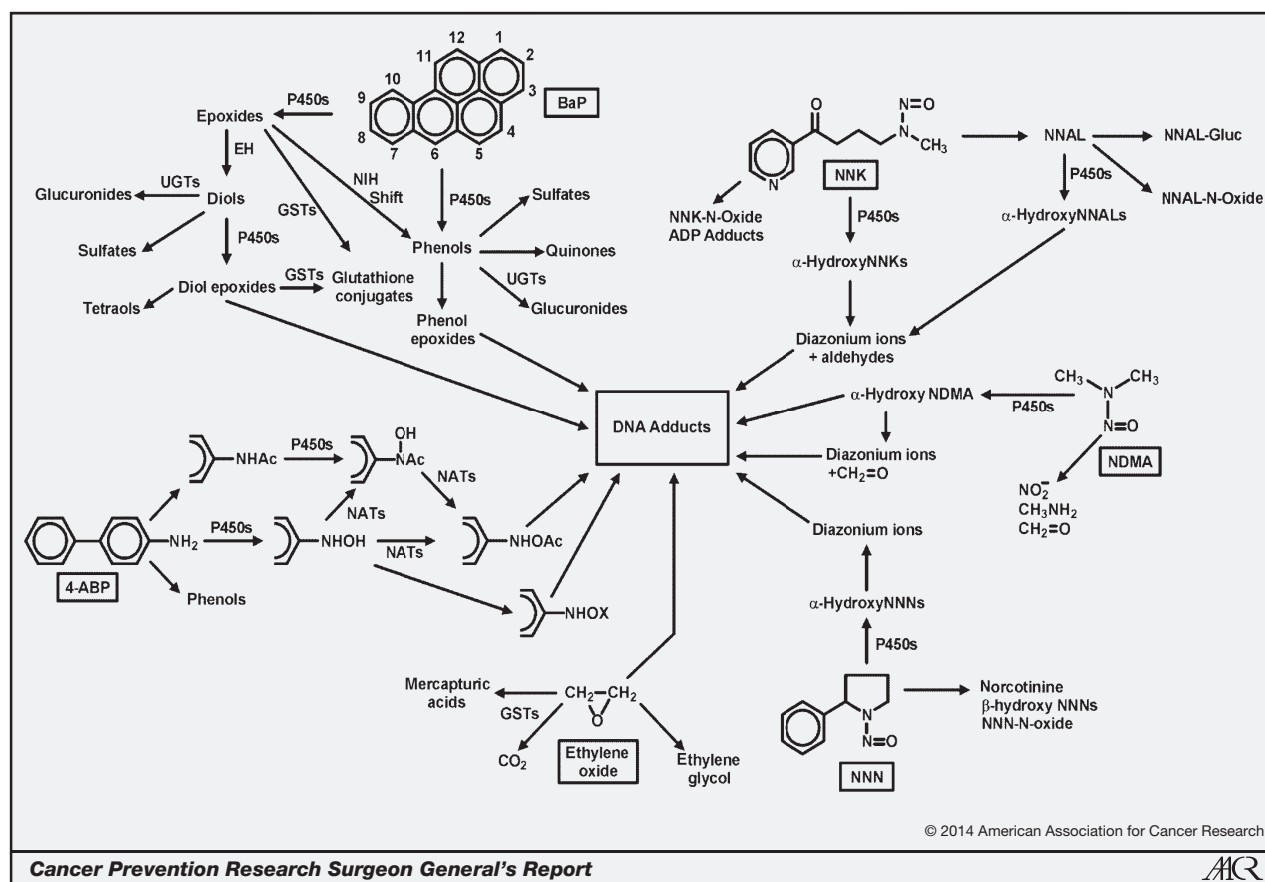 12
1
11
2
10
3
9
8
4
7
6
5
BaP
P450s
Epoxides
EH
UGTs
Glucuronides
Diols
NIH
Shift
GSTs
P450s
Sulfates
P450s
Sulfates
Phenols
Quinones
UGTs
Glucuronides
Diol epoxides
GSTs
Glutathione
conjugates
Tetraols
Phenol
epoxides
O
N=O
N
CH3
N
NNK
NNAL
NNAL-Gluc
P450s
NNAL-N-Oxide
NNK-N-Oxide
ADP Adducts
P450s
α-HydroxyNNALs
α-HydroxyNNKs
Diazonium ions
+ aldehydes
DNA Adducts
α-Hydroxy NDMA
P450s
CH3
CH3
N
N=O
NDMA
Diazonium ions
+CH2=O
NO2-
CH3NH2
CH2=O
Diazonium ions
α-HydroxyNNNs
P450s
N
N=O
NNN
Norcotinine
β-hydroxy NNNs
NNN-N-oxide
NHAc
P450s
OH
NAc
NATs
NATs
NH2
P450s
NHOH
NATs
NHOAc
4-ABP
Phenols
NHOX
Mercapturic
acids
GSTs
CH2-CH2
O
CO2
Ethylene
oxide
Ethylene
glycol
© 2014 American Association for Cancer Research
Cancer Prevention Research Surgeon General's Report
AACR